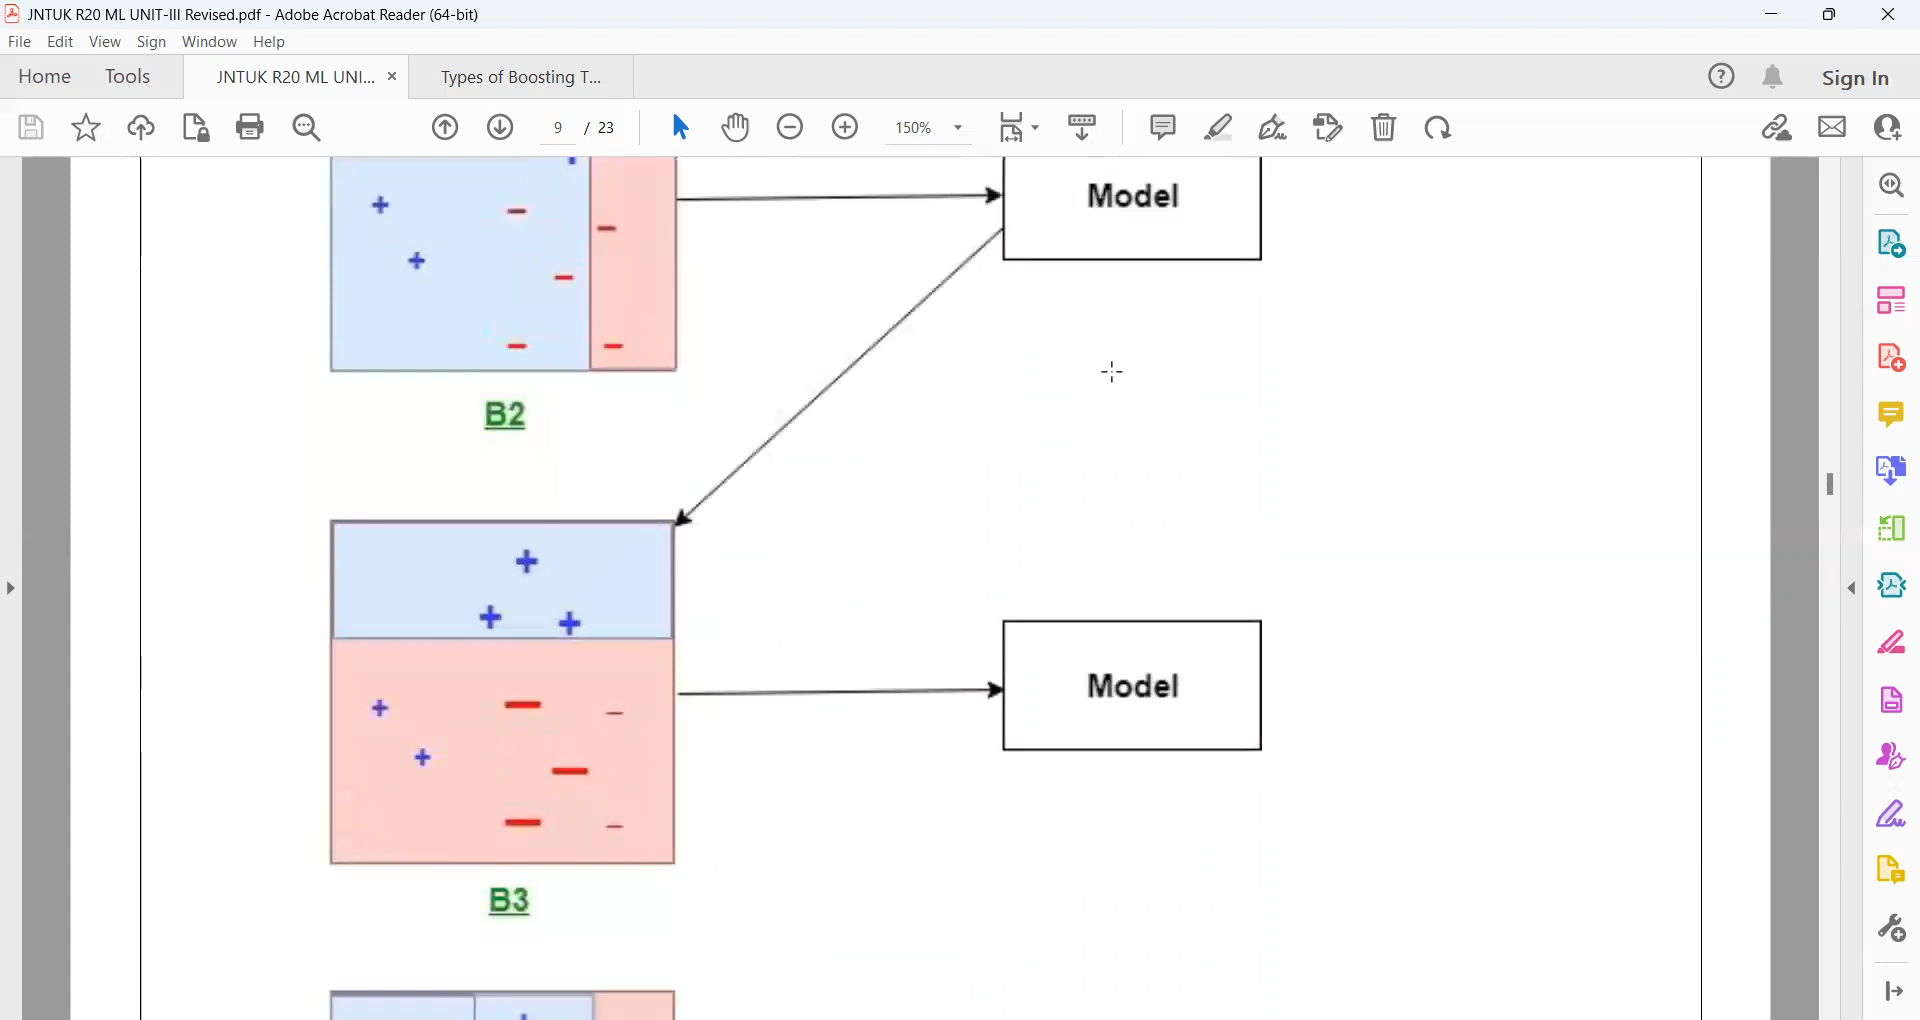 JNTUK R20 ML UNIT-III Revised.pdf - Adobe Acrobat Reader (64-bit)
File Edit View Sign Window Help
Home Tools JNTUK R20 ML UNI... × Types of Boosting T... Sign In
9 / 23 150%
Model
B2
Model
B3